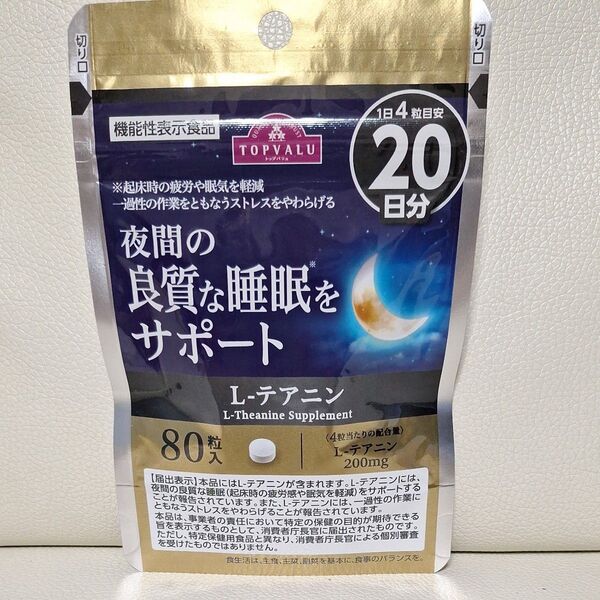 切り口
切り口
機能性表示食品
TOPVALU
トップバリュ
1日4粒目安
20
日分
※起床時の疲労や眠気を軽減
一過性の作業をともなうストレスをやわらげる
夜間の
良質な睡眠※を
サポート
L-テアニン
L-Theanine Supplement
80粒入
〈4粒当たりの配合量〉
L-テアニン
200mg
【届出表示】本品にはL-テアニンが含まれます。L-テアニンには、
夜間の良質な睡眠(起床時の疲労感や眠気を軽減)をサポートする
ことが報告されています。また、L-テアニンには、一過性の作業に
ともなうストレスをやわらげることが報告されています。
本品は、事業者の責任において特定の保健の目的が期待できる
旨を表示するものとして、消費者庁長官に届出されたものです。
ただし、特定保健用食品と異なり、消費者庁長官による個別審査
を受けたものではありません。
食生活は、主食、主菜、副菜を基本に、食事のバランスを。